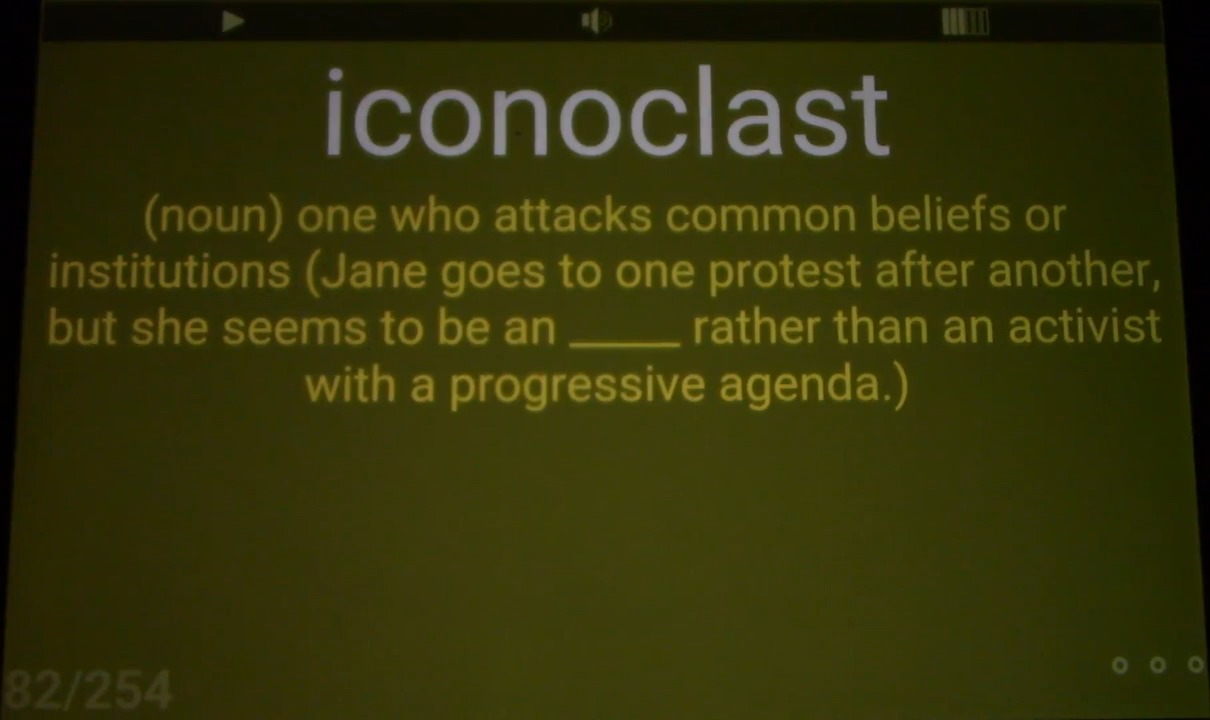 iconoclast
(noun) one who attacks common beliefs or
institutions (Jane goes to one protest after another,
but she seems to be an _____ rather than an activist
with a progressive agenda.)
82/254